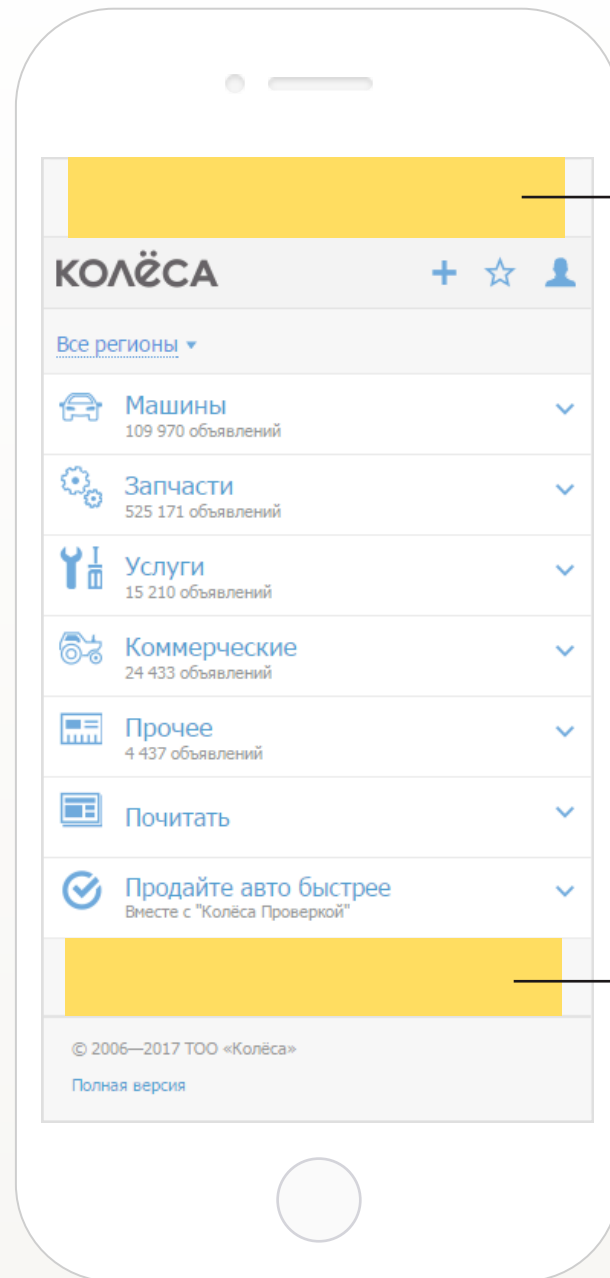 КОЛЁСА
Все регионы
Машины
109 970 объявлений
Запчасти
525 171 объявлений
Услуги
15 210 объявлений
Коммерческие
24 433 объявлений
Прочее
4 437 объявлений
Почитать
Продайте авто быстрее
Вместе с "Колёса Проверкой"
© 2006—2017 ТОО «Колёса»
Полная версия